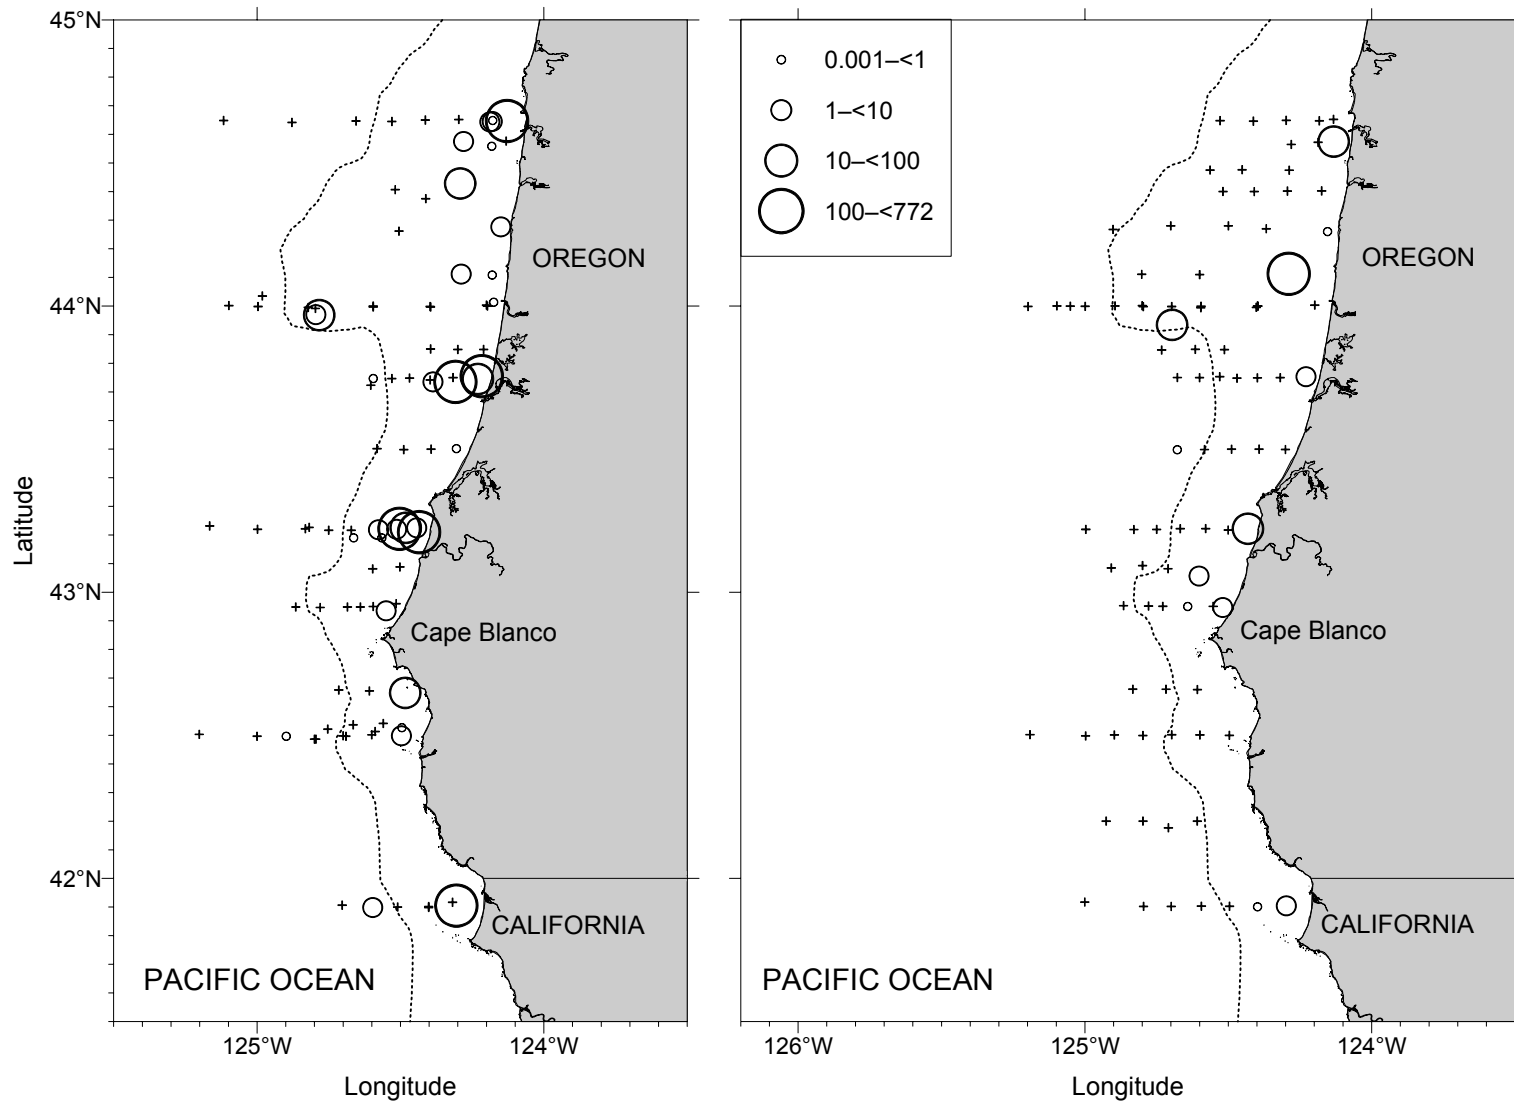 45°N
44°N
43°N
42°N
Latitude
OREGON
Cape Blanco
CALIFORNIA
PACIFIC OCEAN
125°W
124°W
Longitude
0.001–<1
1–<10
10–<100
100–<772
OREGON
Cape Blanco
CALIFORNIA
PACIFIC OCEAN
126°W
125°W
124°W
Longitude